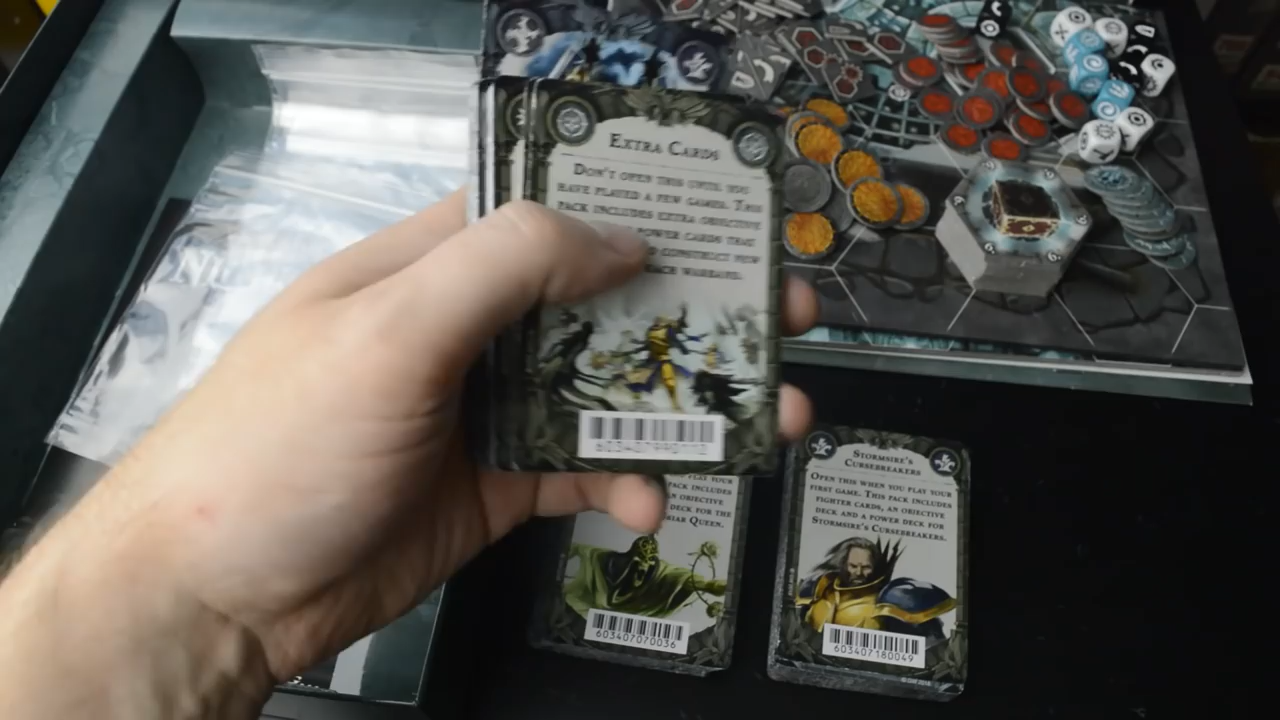 Extra Cards
Don't open this until you
have played a few games. This
pack includes extra objective
power cards that
construct new
warband.
play your
pack includes
an objective
deck for the
Briar Queen.
603407070036
Stormsire's
Cursebreakers
Open this when you play your
first game. This pack includes
fighter cards, an objective
deck and a power deck for
Stormsire's Cursebreakers.
603407180049